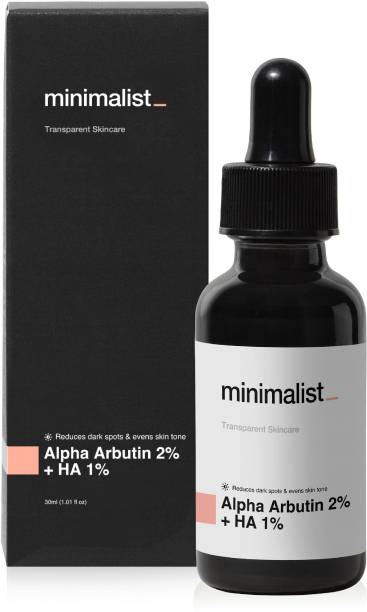 minimalist_
Transparent Skincare
Reduces dark spots & evens skin tone
Alpha Arbutin 2%
+ HA 1%
30ml (1.01 fl oz)
minimalist_
Transparent Skincare
Reduces dark spots & evens skin tone
Alpha Arbutin 2%
+ HA 1%